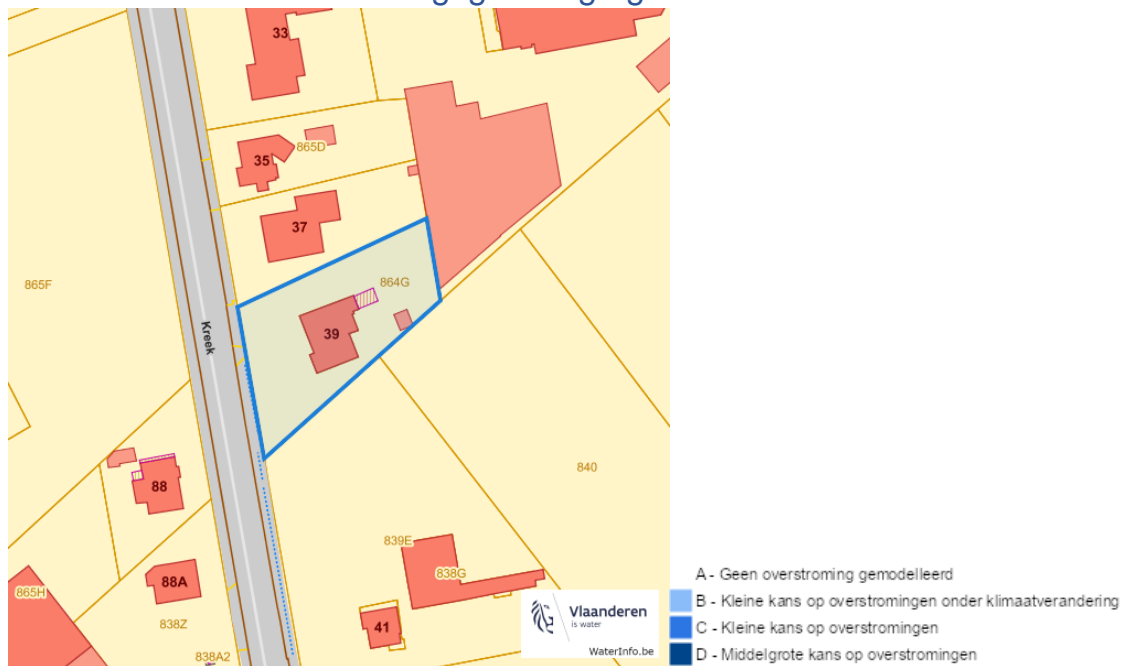 33
35
865D
37
865F
864G
39
Kreek
840
88
839E
838G
88A
865H
838Z
41
838A2
Vlaanderen
is water
WaterInfo.be
A - Geen overstroming gemodelleerd
B - Kleine kans op overstromingen onder klimaatverandering
C - Kleine kans op overstromingen
D - Middelgrote kans op overstromingen